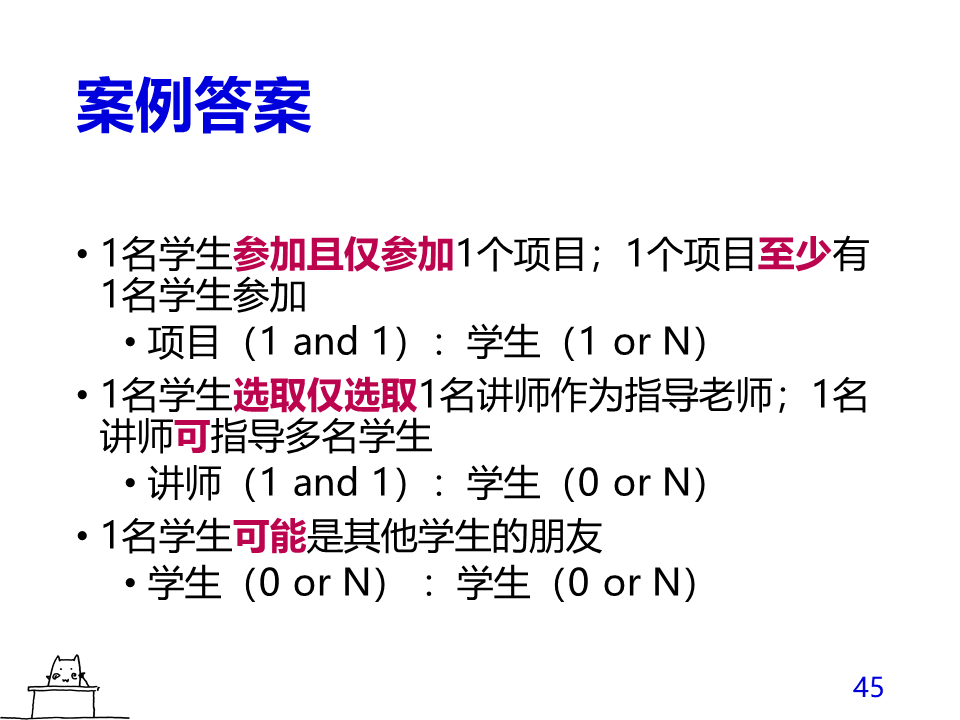 案例答案
• 1名学生参加且仅参加1个项目；1个项目至少有
1名学生参加
• 项目（1 and 1）：学生（1 or N）
• 1名学生选取仅选取1名讲师作为指导老师；1名
讲师可指导多名学生
• 讲师（1 and 1）：学生（0 or N）
• 1名学生可能是其他学生的朋友
• 学生（0 or N）：学生（0 or N）
45